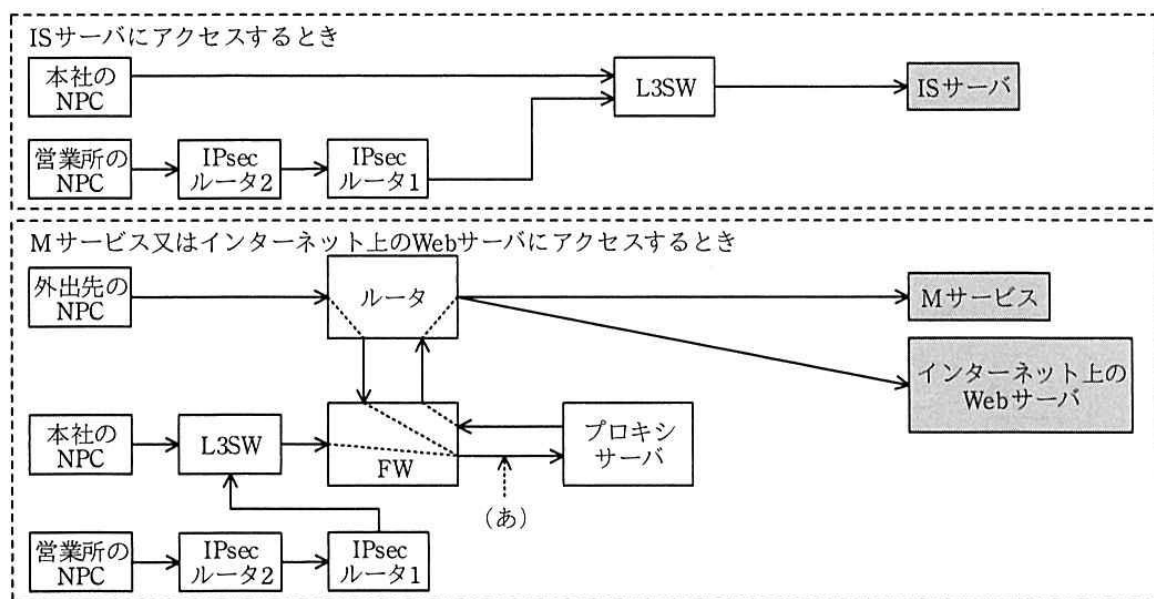 ISサーバにアクセスするとき
本社の
NPC
L3SW
ISサーバ
営業所の
NPC
IPsec
ルータ2
IPsec
ルータ1
Mサービス又はインターネット上のWebサーバにアクセスするとき
外出先の
NPC
ルータ
Mサービス
インターネット上の
Webサーバ
本社の
NPC
L3SW
FW
プロキシ
サーバ
(あ)
営業所の
NPC
IPsec
ルータ2
IPsec
ルータ1